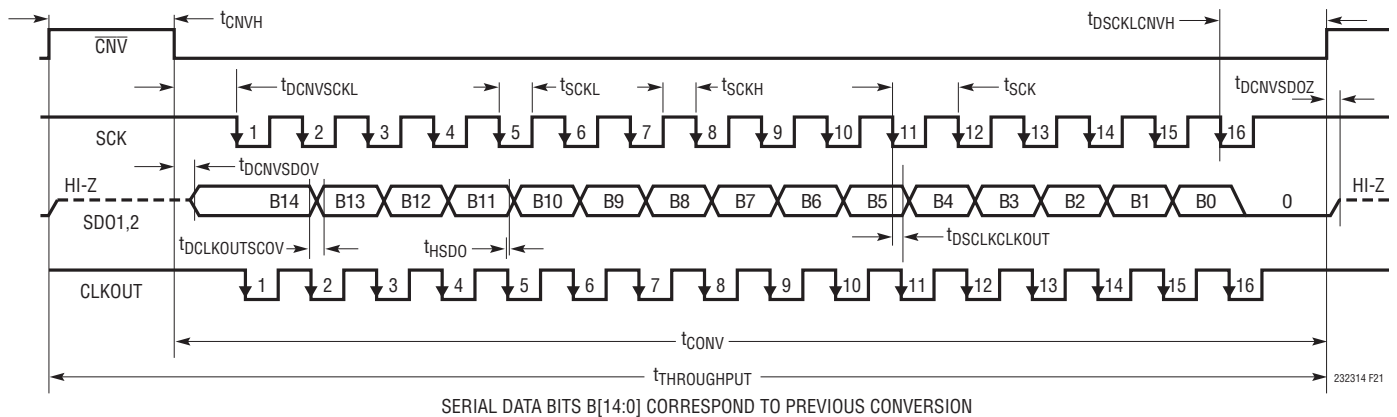 tCNVH
tDSCKLCNVH
CNV
tDCNVSCKL
tSCKL
tSCKH
tSCK
tDCNVSDOZ
SCK
1 2 3 4 5 6 7 8 9 10 11 12 13 14 15 16
tDCNVSDOV
HI-Z
HI-Z
B14 B13 B12 B11 B10 B9 B8 B7 B6 B5 B4 B3 B2 B1 B0 0
SDO1,2
tDCLKOUTSCOV
tHSDO
tDSCLKCLKOUT
CLKOUT
1 2 3 4 5 6 7 8 9 10 11 12 13 14 15 16
tCONV
tTHROUGHPUT
232314 F21
SERIAL DATA BITS B[14:0] CORRESPOND TO PREVIOUS CONVERSION